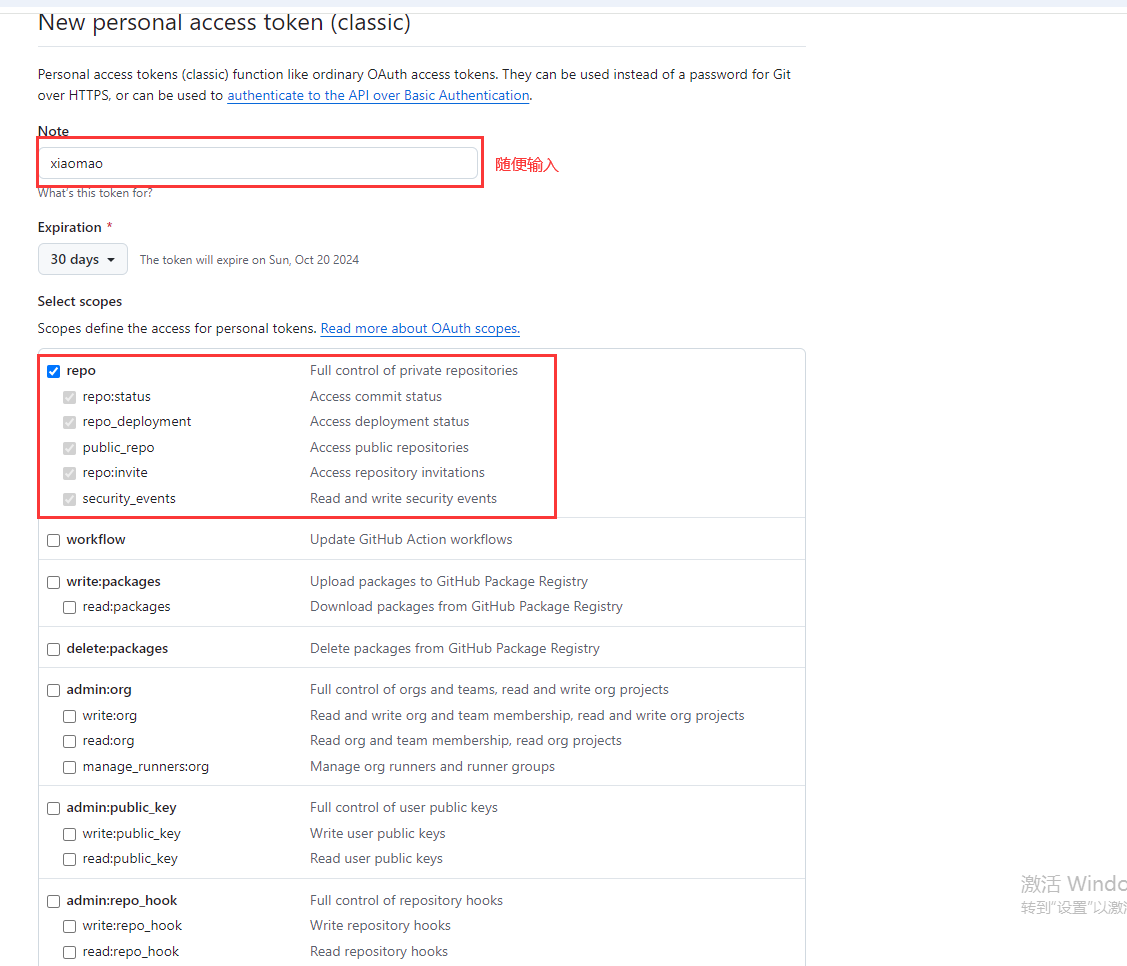 New personal access token (classic)
Personal access tokens (classic) function like ordinary OAuth access tokens. They can be used instead of a password for Git
over HTTPS, or can be used to authenticate to the API over Basic Authentication.
Note
xiaomao
随便输入
What's this token for?
Expiration *
30 days
The token will expire on Sun, Oct 20 2024
Select scopes
Scopes define the access for personal tokens. Read more about OAuth scopes.
repo Full control of private repositories
repo:status Access commit status
repo_deployment Access deployment status
public_repo Access public repositories
repo:invite Access repository invitations
security_events Read and write security events
workflow Update GitHub Action workflows
write:packages Upload packages to GitHub Package Registry
read:packages Download packages from GitHub Package Registry
delete:packages Delete packages from GitHub Package Registry
admin:org Full control of orgs and teams, read and write org projects
write:org Read and write org and team membership, read and write org projects
read:org Read org and team membership, read org projects
manage_runners:org Manage org runners and runner groups
admin:public_key Full control of user public keys
write:public_key Write user public keys
read:public_key Read user public keys
admin:repo_hook Full control of repository hooks
write:repo_hook Write repository hooks
read:repo_hook Read repository hooks
激活 Windo
转到"设置"以激